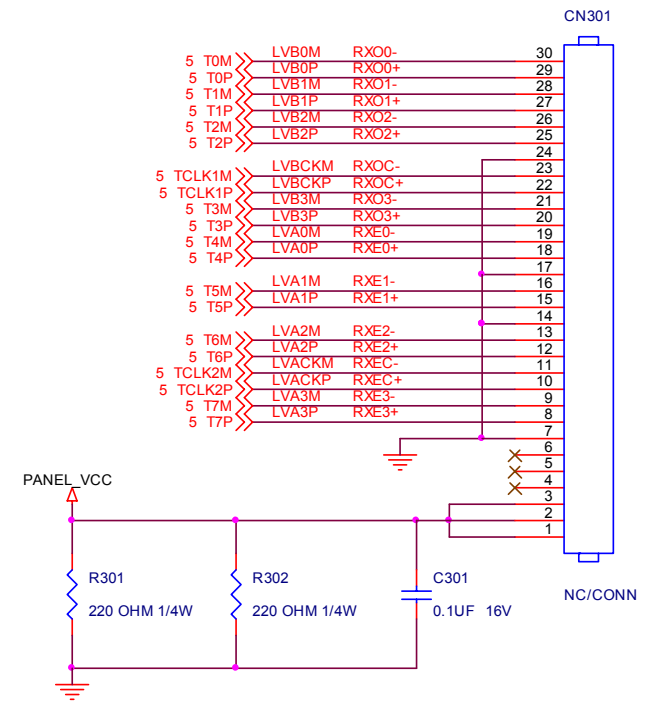 CN301
5 T0M LVB0M RXO0- 30
5 T0P LVB0P RXO0+ 29
5 T1M LVB1M RXO1- 28
5 T1P LVB1P RXO1+ 27
5 T2M LVB2M RXO2- 26
5 T2P LVB2P RXO2+ 25
24
5 TCLK1M LVBCKM RXOC- 23
5 TCLK1P LVBCKP RXOC+ 22
5 T3M LVB3M RXO3- 21
5 T3P LVB3P RXO3+ 20
5 T4M LVA0M RXE0- 19
5 T4P LVA0P RXE0+ 18
17
5 T5M LVA1M RXE1- 16
5 T5P LVA1P RXE1+ 15
14
5 T6M LVA2M RXE2- 13
5 T6P LVA2P RXE2+ 12
5 TCLK2M LVACKM RXEC- 11
5 TCLK2P LVACKP RXEC+ 10
5 T7M LVA3M RXE3- 9
5 T7P LVA3P RXE3+ 8
7
6
5
4
3
2
1
PANEL_VCC
R301 R302 C301
220 OHM 1/4W 220 OHM 1/4W 0.1UF 16V
NC/CONN